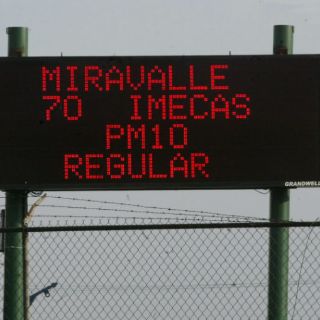 MIRAVALLE
70 IMECAS
PM10
REGULAR
GRANDWELL